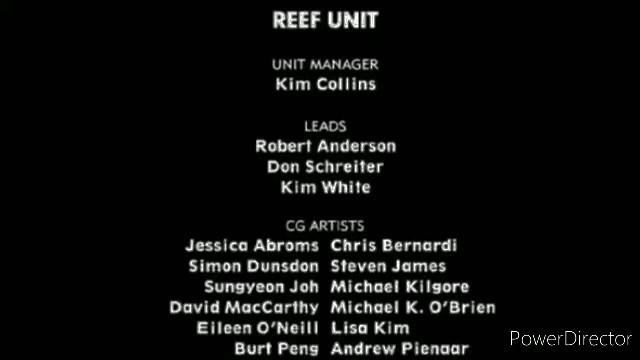 REEF UNIT
UNIT MANAGER
Kim Collins
LEADS
Robert Anderson
Don Schreiter
Kim White
CG ARTISTS
Jessica Abroms Chris Bernardi
Simon Dunsdon Steven James
Sungyeon Joh Michael Kilgore
David MacCarthy Michael K. O'Brien
Eileen O'Neill Lisa Kim
Burt Peng Andrew Pienaar
PowerDirector